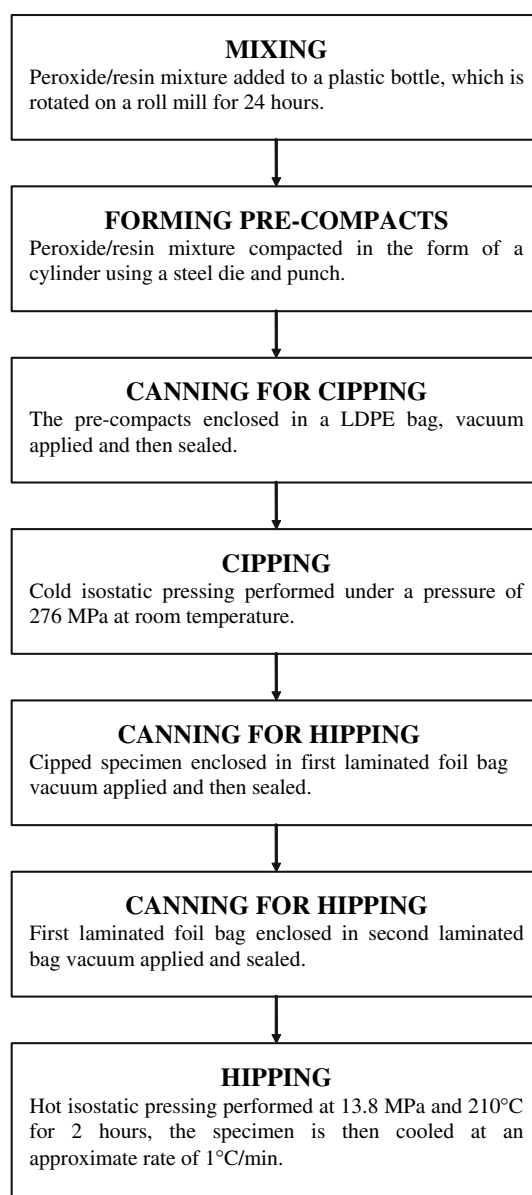 MIXING
Peroxide/resin mixture added to a plastic bottle, which is
rotated on a roll mill for 24 hours.
FORMING PRE-COMPACTS
Peroxide/resin mixture compacted in the form of a
cylinder using a steel die and punch.
CANNING FOR CIPPING
The pre-compacts enclosed in a LDPE bag, vacuum
applied and then sealed.
CIPPING
Cold isostatic pressing performed under a pressure of
276 MPa at room temperature.
CANNING FOR HIPPING
Cipped specimen enclosed in first laminated foil bag
vacuum applied and then sealed.
CANNING FOR HIPPING
First laminated foil bag enclosed in second laminated
bag vacuum applied and sealed.
HIPPING
Hot isostatic pressing performed at 13.8 MPa and 210°C
for 2 hours, the specimen is then cooled at an
approximate rate of 1°C/min.